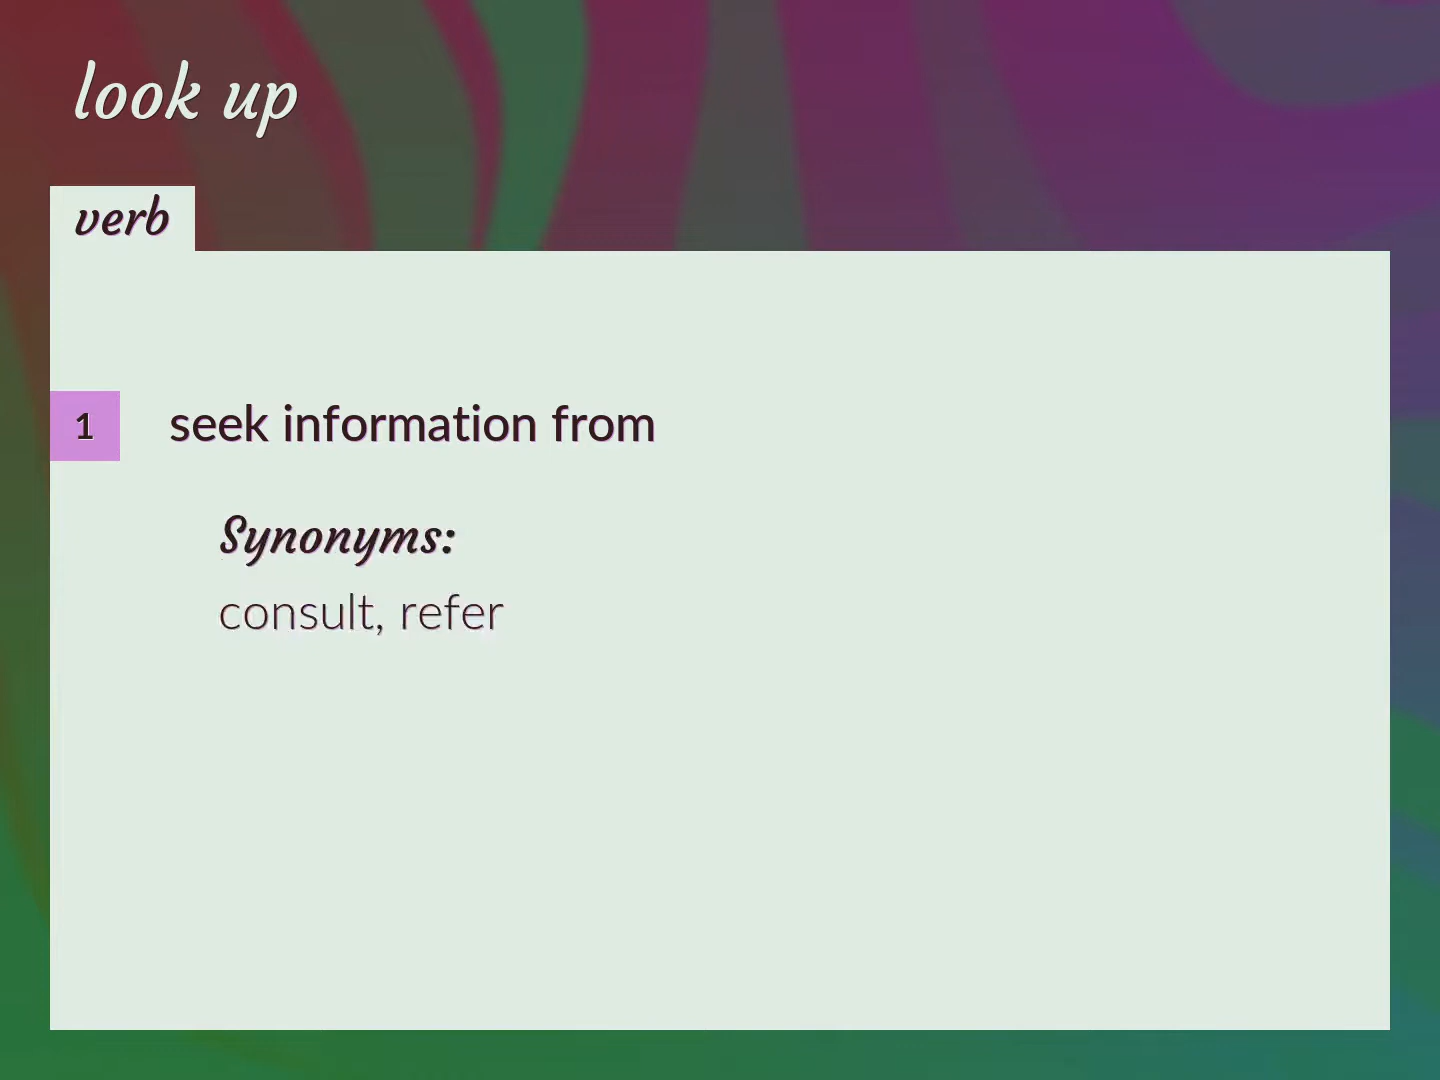 look up
verb
1 seek information from
Synonyms:
consult, refer